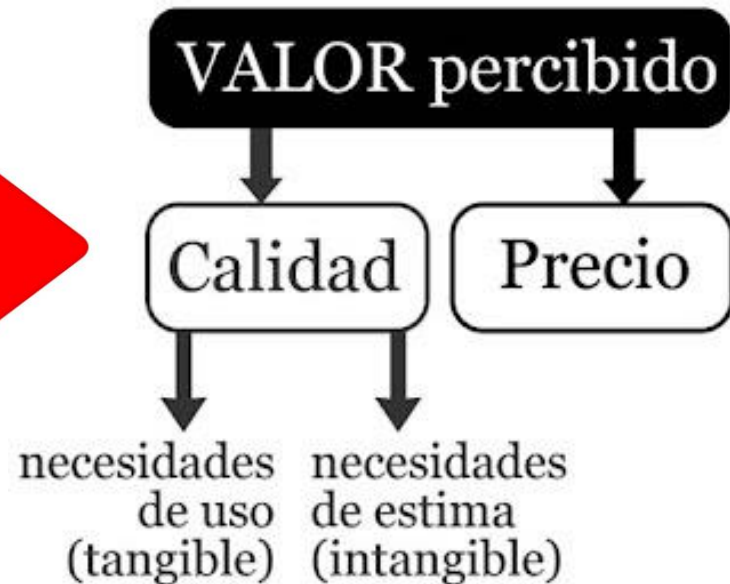 VALOR percibido
Calidad
Precio
necesidades
de uso
(tangible)
necesidades
de estima
(intangible)